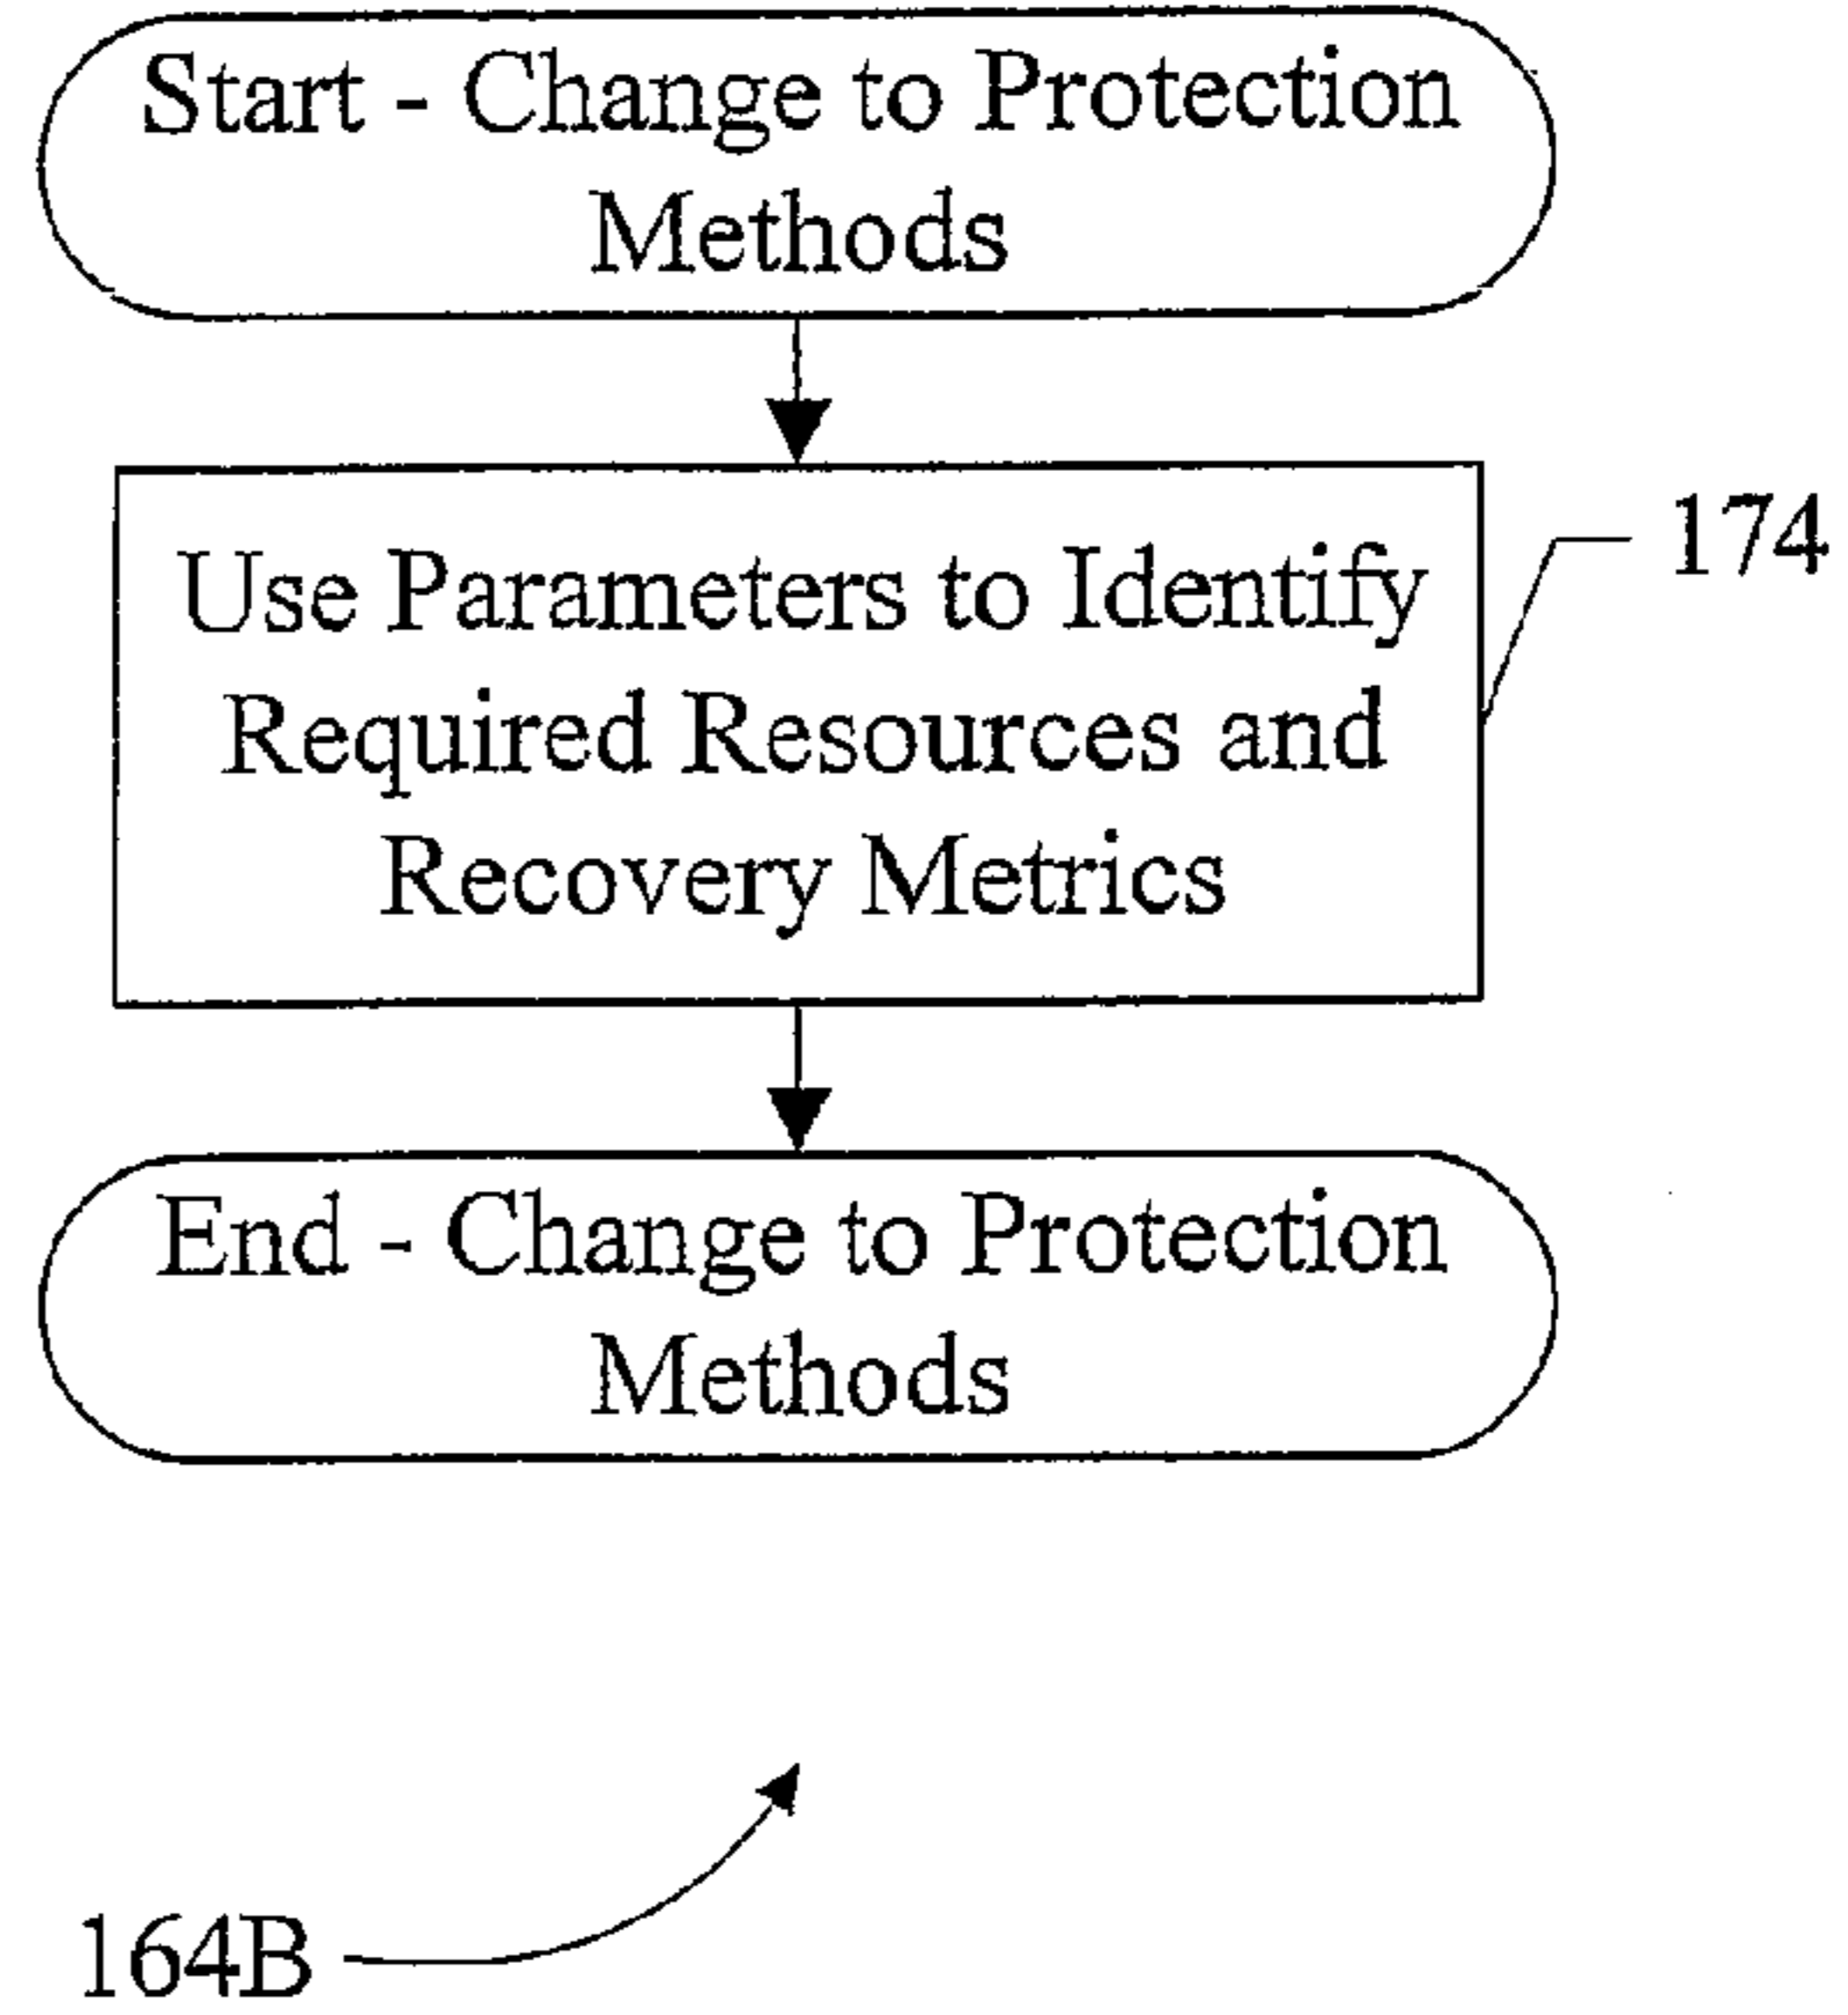 Start - Change to Protection
Methods
174
Use Parameters to Identify
Required Resources and
Recovery Metrics
End - Change to Protection
Methods
164B